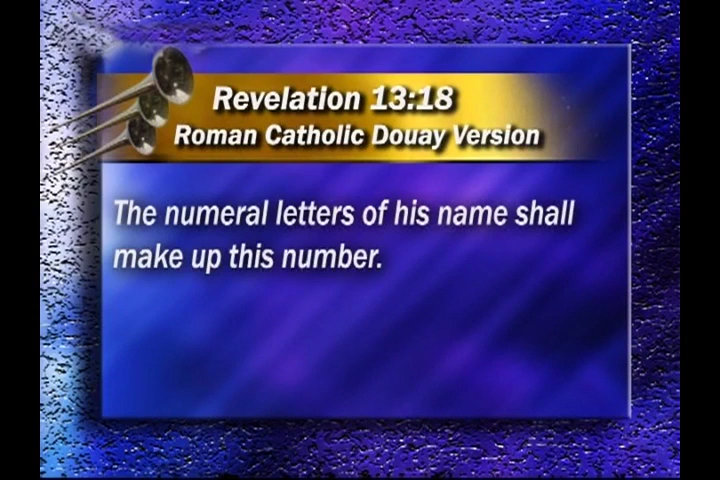 Revelation 13:18
Roman Catholic Douay Version
The numeral letters of his name shall
make up this number.